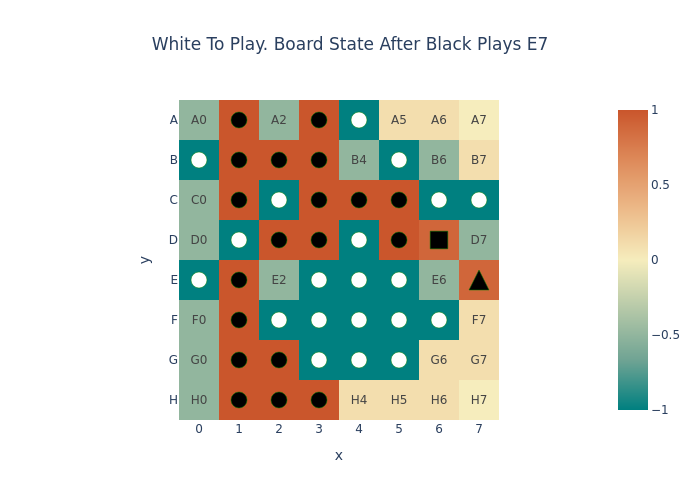 White To Play. Board State After Black Plays E7
A A0 A2 A5 A6 A7
B B4 B6 B7
C C0
D D0 D7
E E2 E6
F F0 F7
G G0 G6 G7
H H0 H4 H5 H6 H7
0 1 2 3 4 5 6 7
x
y
1
0.5
0
−0.5
−1